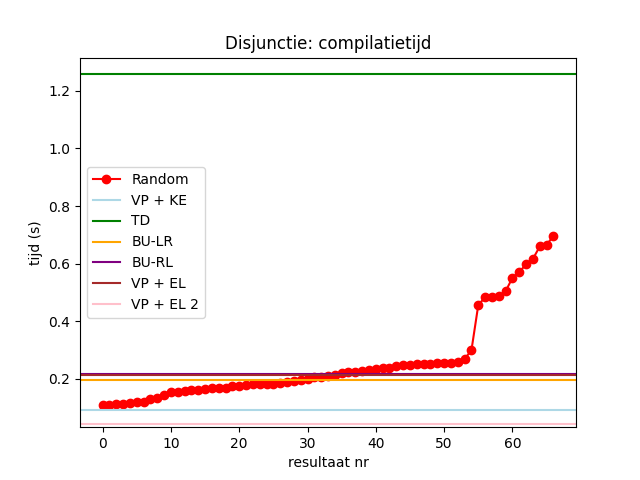 Disjunctie: compilatietijd
tijd (s)
1.2
1.0
0.8
0.6
0.4
0.2
Random
VP + KE
TD
BU-LR
BU-RL
VP + EL
VP + EL 2
0 10 20 30 40 50 60
resultaat nr